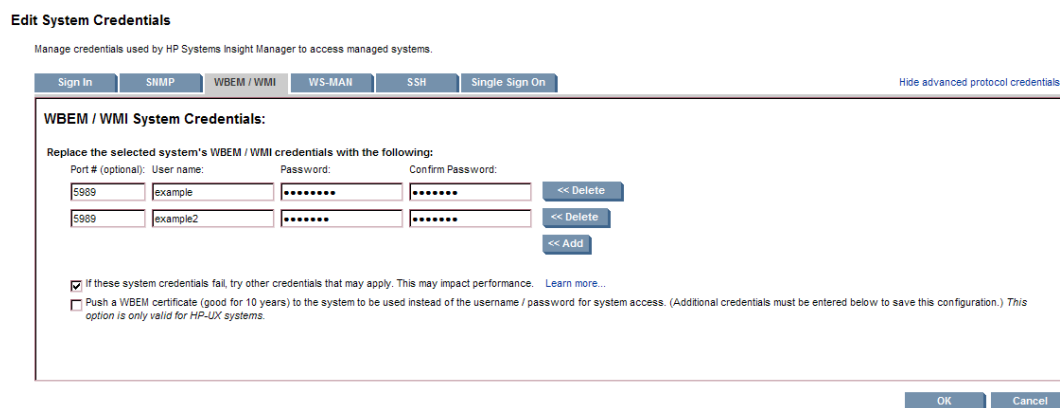 Edit System Credentials
Manage credentials used by HP Systems Insight Manager to access managed systems.
Sign In SNMP WBEM / WMI WS-MAN SSH Single Sign On Hide advanced protocol credentials
WBEM / WMI System Credentials:
Replace the selected system's WBEM / WMI credentials with the following:
Port # (optional): User name: Password: Confirm Password:
5989 example •••••••• ••••••• << Delete
5989 example2 ••••••• ••••••• << Delete
<< Add
If these system credentials fail, try other credentials that may apply. This may impact performance. Learn more...
Push a WBEM certificate (good for 10 years) to the system to be used instead of the username / password for system access. (Additional credentials must be entered below to save this configuration.) This
option is only valid for HP-UX systems.
OK Cancel